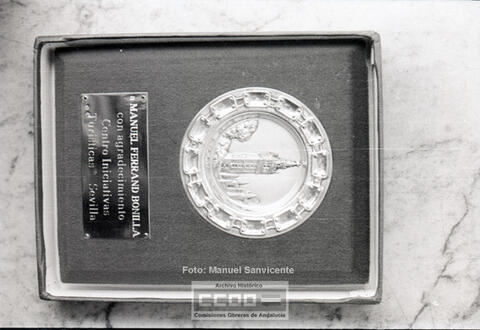 a MANUEL FERRAND BONILLA
con agradecimiento
Centro Iniciativas
Turísticas Sevilla
Foto: Manuel Sanvicente
Archivo Histórico
CCOO
Comisiones Obreras de Andalucía